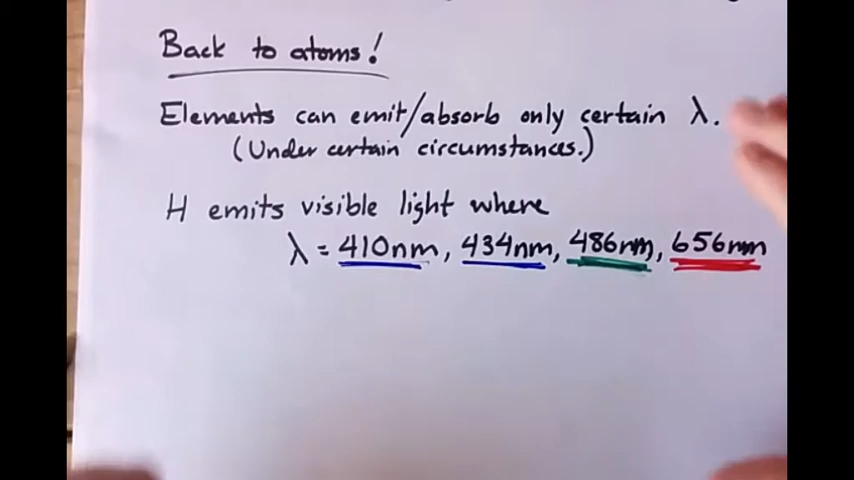 Back to atoms!
Elements can emit/absorb only certain λ.
(Under certain circumstances.)
H emits visible light where
λ = 410nm, 434nm, 486nm, 656nm